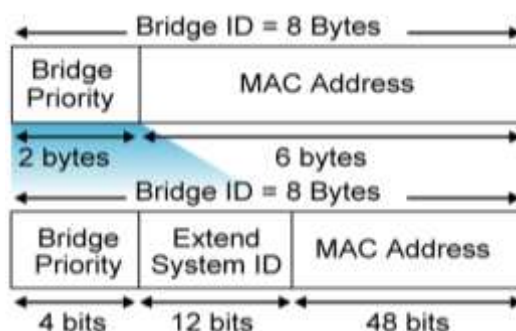 Bridge ID = 8 Bytes
Bridge
Priority
MAC Address
2 bytes
6 bytes
Bridge ID = 8 Bytes
Bridge
Priority
Extend
System ID
MAC Address
4 bits
12 bits
48 bits